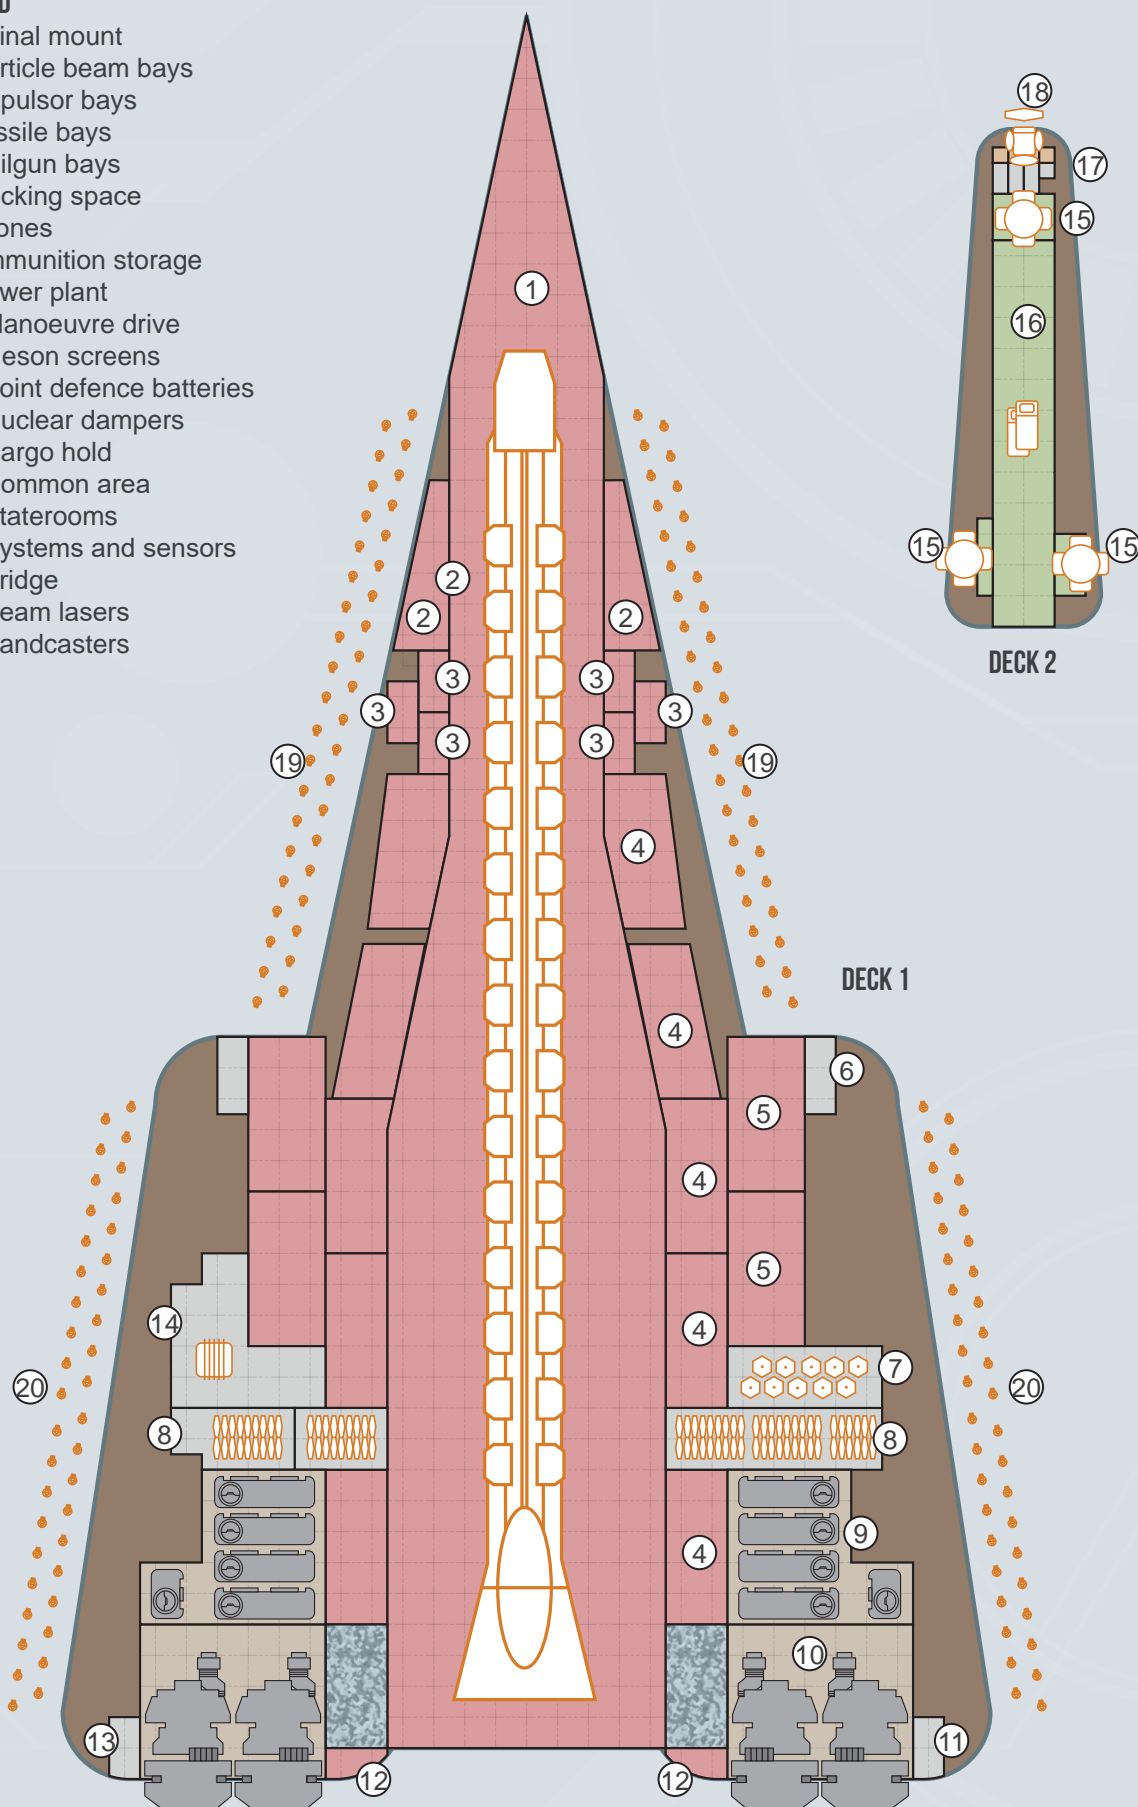 D
inal mount
rticle beam bays
pulsor bays
ssile bays
ilgun bays
cking space
ones
munition storage
wer plant
lanoeuvre drive
eson screens
oint defence batteries
uclear dampers
argo hold
ommon area
taterooms
ystems and sensors
ridge
eam lasers
andcasters
18
17
15
16
15
15
DECK 2
1
2
2
2
3
3
3
3
3
3
19
19
4
DECK 1
4
6
5
4
5
14
4
7
20
20
8
8
9
4
10
13
11
12
12